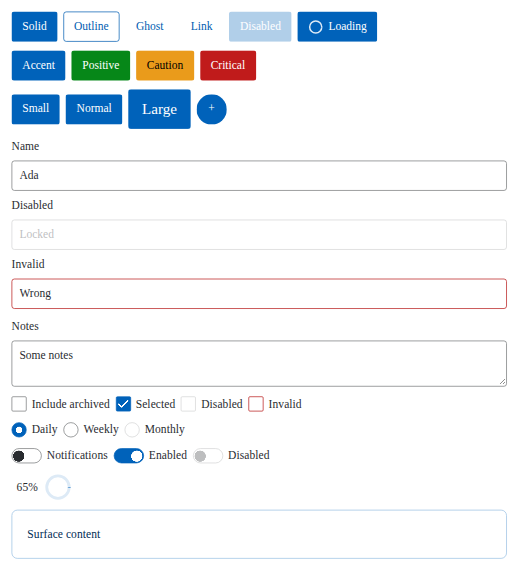 Solid Outline Ghost Link Disabled Loading
Accent Positive Caution Critical
Small Normal Large +
Name
Ada
Disabled
Locked
Invalid
Wrong
Notes
Some notes
Include archived Selected Disabled Invalid
Daily Weekly Monthly
Notifications Enabled Disabled
65%
Surface content